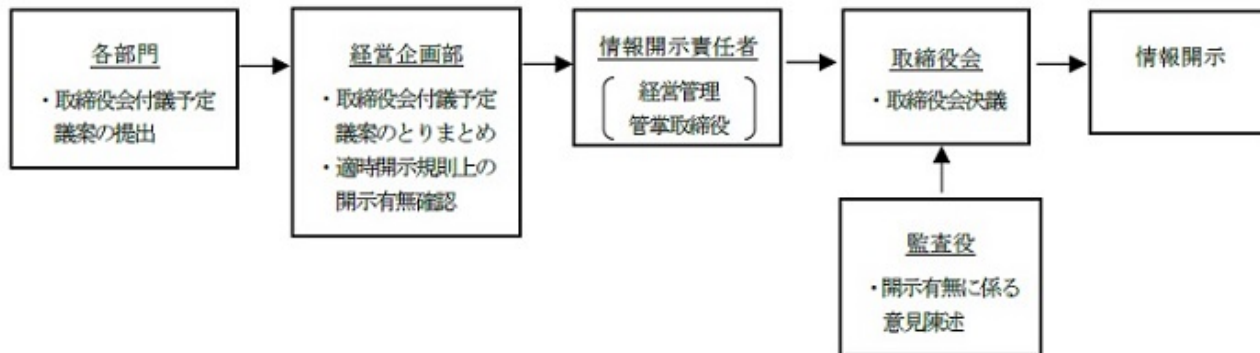 各部門
・取締役会付議予定
議案の提出
経営企画部
・取締役会付議予定
議案のとりまとめ
・適時開示規則上の
開示有無確認
情報開示責任者
経営管理
管掌取締役
取締役会
・取締役会決議
情報開示
監査役
・開示有無に係る
意見陳述